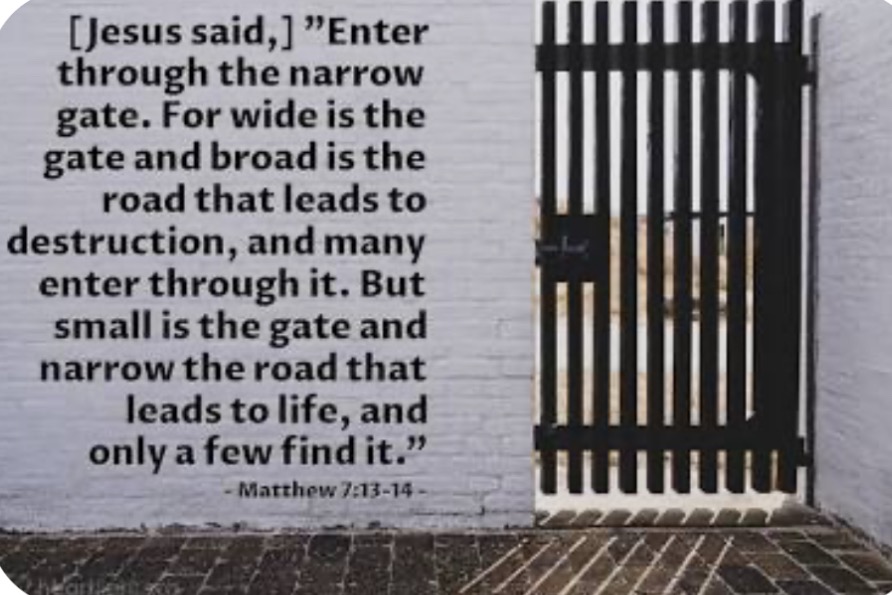 [Jesus said,] ”Enter
through the narrow
gate. For wide is the
gate and broad is the
road that leads to
destruction, and many
enter through it. But
small is the gate and
narrow the road that
leads to life, and
only a few find it.”
- Matthew 7:13-14 -